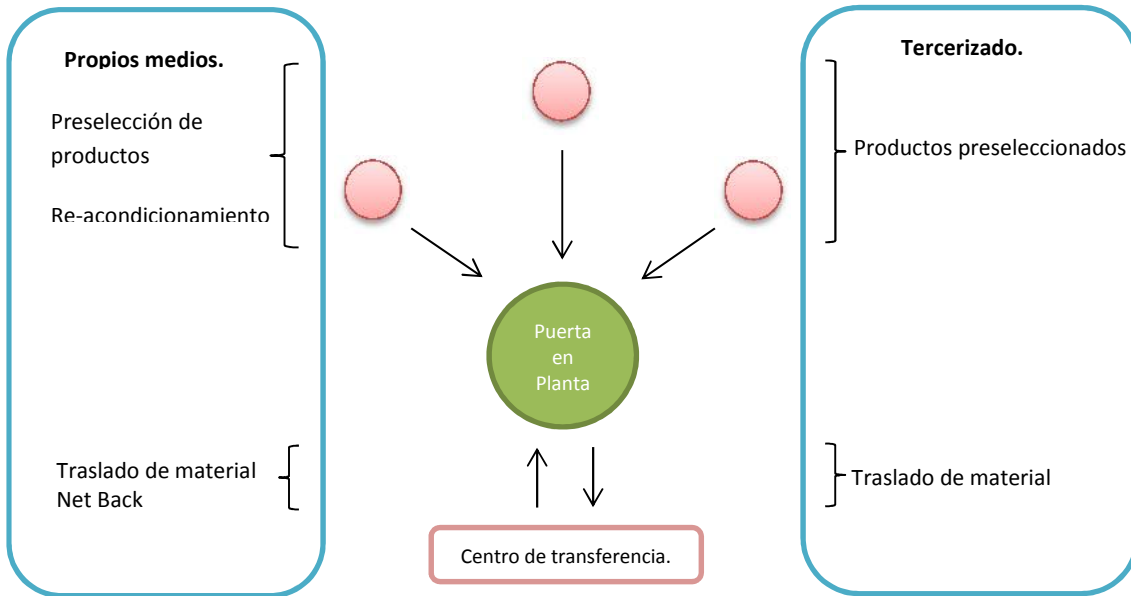 Propios medios.
Preselección de
productos
Re-acondicionamiento
Traslado de material
Net Back
Puerta
en
Planta
Centro de transferencia.
Tercerizado.
Productos preseleccionados
Traslado de material